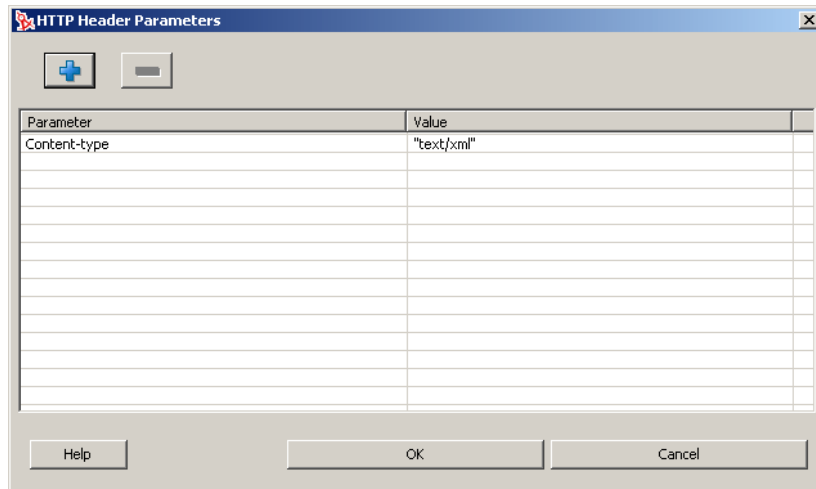 HTTP Header Parameters
Parameter Value
Content-type "text/xml"
Help OK Cancel